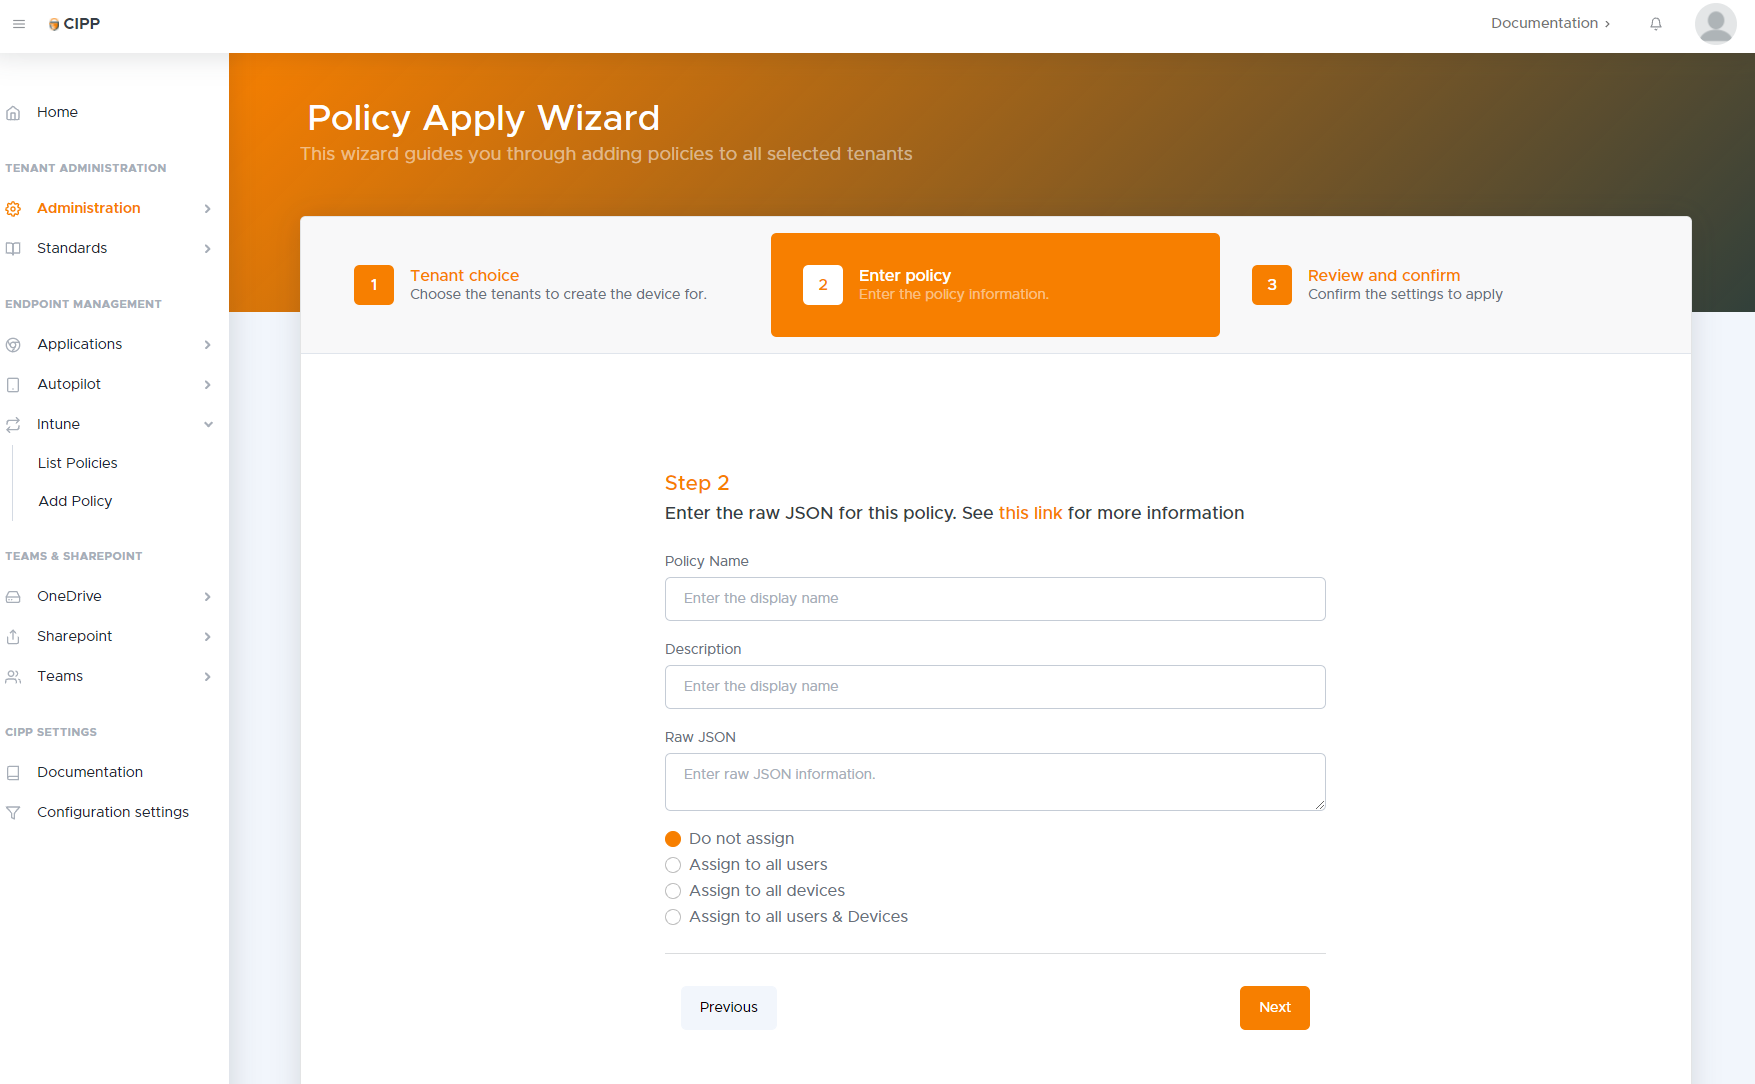 CIPP
Documentation
Home
TENANT ADMINISTRATION
Administration
Standards
ENDPOINT MANAGEMENT
Applications
Autopilot
Intune
List Policies
Add Policy
TEAMS & SHAREPOINT
OneDrive
Sharepoint
Teams
CIPP SETTINGS
Documentation
Configuration settings
Policy Apply Wizard
This wizard guides you through adding policies to all selected tenants
1
Tenant choice
Choose the tenants to create the device for.
2
Enter policy
Enter the policy information.
3
Review and confirm
Confirm the settings to apply
Step 2
Enter the raw JSON for this policy. See this link for more information
Policy Name
Enter the display name
Description
Enter the display name
Raw JSON
Enter raw JSON information.
Do not assign
Assign to all users
Assign to all devices
Assign to all users & Devices
Previous
Next